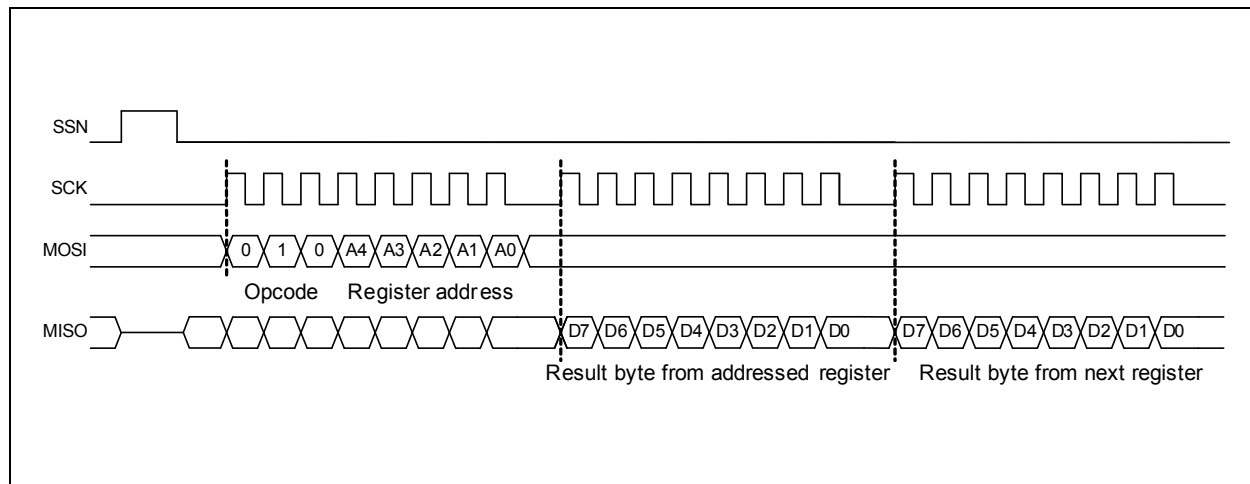 SSN
SCK
MOSI 0 1 0 A4 A3 A2 A1 A0
Opcode Register address
MISO D7 D6 D5 D4 D3 D2 D1 D0 D7 D6 D5 D4 D3 D2 D1 D0
Result byte from addressed register Result byte from next register